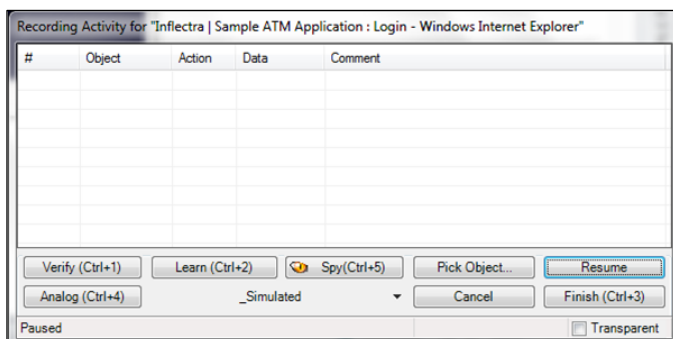 Recording Activity for "Inflectra | Sample ATM Application : Login - Windows Internet Explorer"
# Object Action Data Comment
Verify (Ctrl+1) Learn (Ctrl+2) Spy(Ctrl+5) Pick Object... Resume
Analog (Ctrl+4) _Simulated Cancel Finish (Ctrl+3)
Paused Transparent